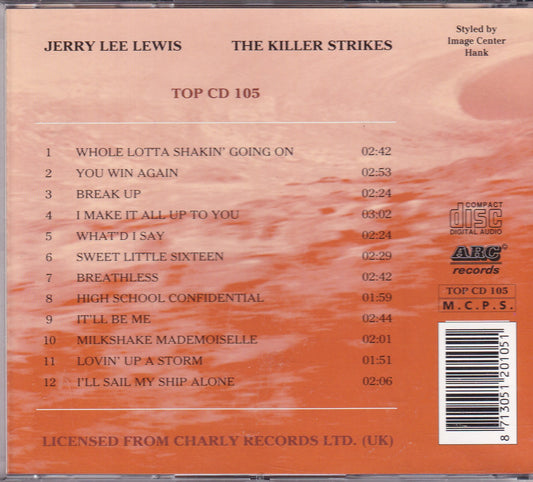 JERRY LEE LEWIS THE KILLER STRIKES
Styled by
Image Center
Hank
TOP CD 105
1 WHOLE LOTTA SHAKIN' GOING ON 02:42
2 YOU WIN AGAIN 02:53
3 BREAK UP 02:24
4 I MAKE IT ALL UP TO YOU 03:02
5 WHAT'D I SAY 02:24
6 SWEET LITTLE SIXTEEN 02:29
7 BREATHLESS 02:42
8 HIGH SCHOOL CONFIDENTIAL 01:59
9 IT'LL BE ME 02:44
10 MILKSHAKE MADEMOISELLE 02:01
11 LOVIN' UP A STORM 01:51
12 I'LL SAIL MY SHIP ALONE 02:06
LICENSED FROM CHARLY RECORDS LTD. (UK)
COMPACT
disc
DIGITAL AUDIO
ARC ©
records
TOP CD 105
M.C.P.S.
8 713051 201051